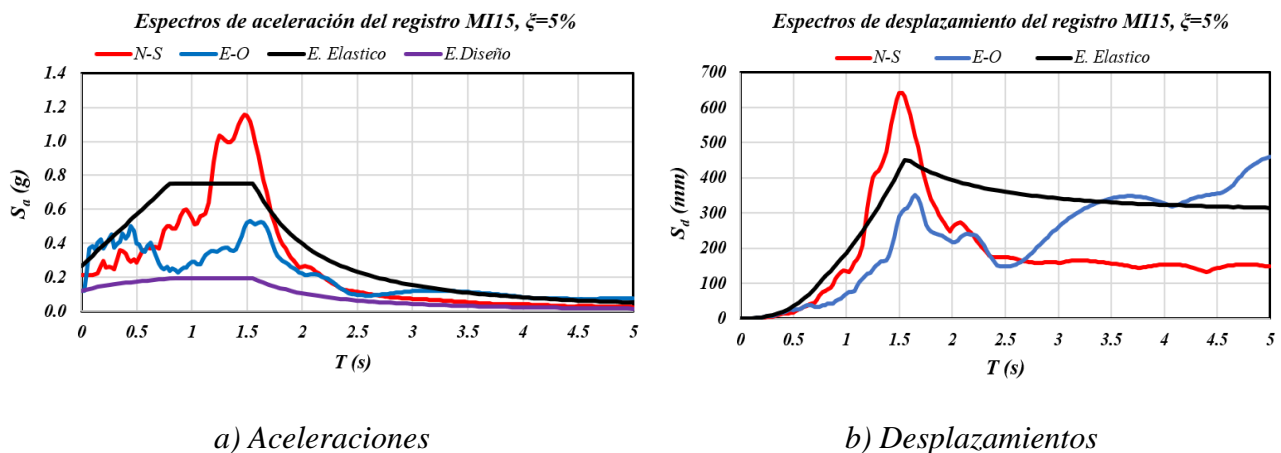 Espectros de aceleración del registro MI15, ξ=5%
N-S E-O E. Elastico E.Diseño
1.4
1.2
1.0
0.8
0.6
0.4
0.2
0.0
S_a (g)
0 0.5 1 1.5 2 2.5 3 3.5 4 4.5 5
T (s)
a) Aceleraciones
Espectros de desplazamiento del registro MI15, ξ=5%
N-S E-O E. Elastico
700
600
500
400
300
200
100
0
S_d (mm)
0 0.5 1 1.5 2 2.5 3 3.5 4 4.5 5
T (s)
b) Desplazamientos